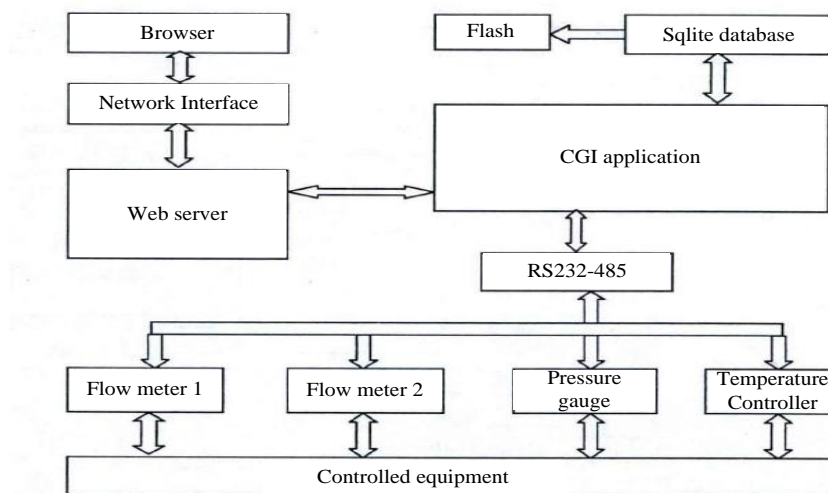 Browser
Flash
Sqlite database
Network Interface
CGI application
Web server
RS232-485
Flow meter 1
Flow meter 2
Pressure
gauge
Temperature
Controller
Controlled equipment